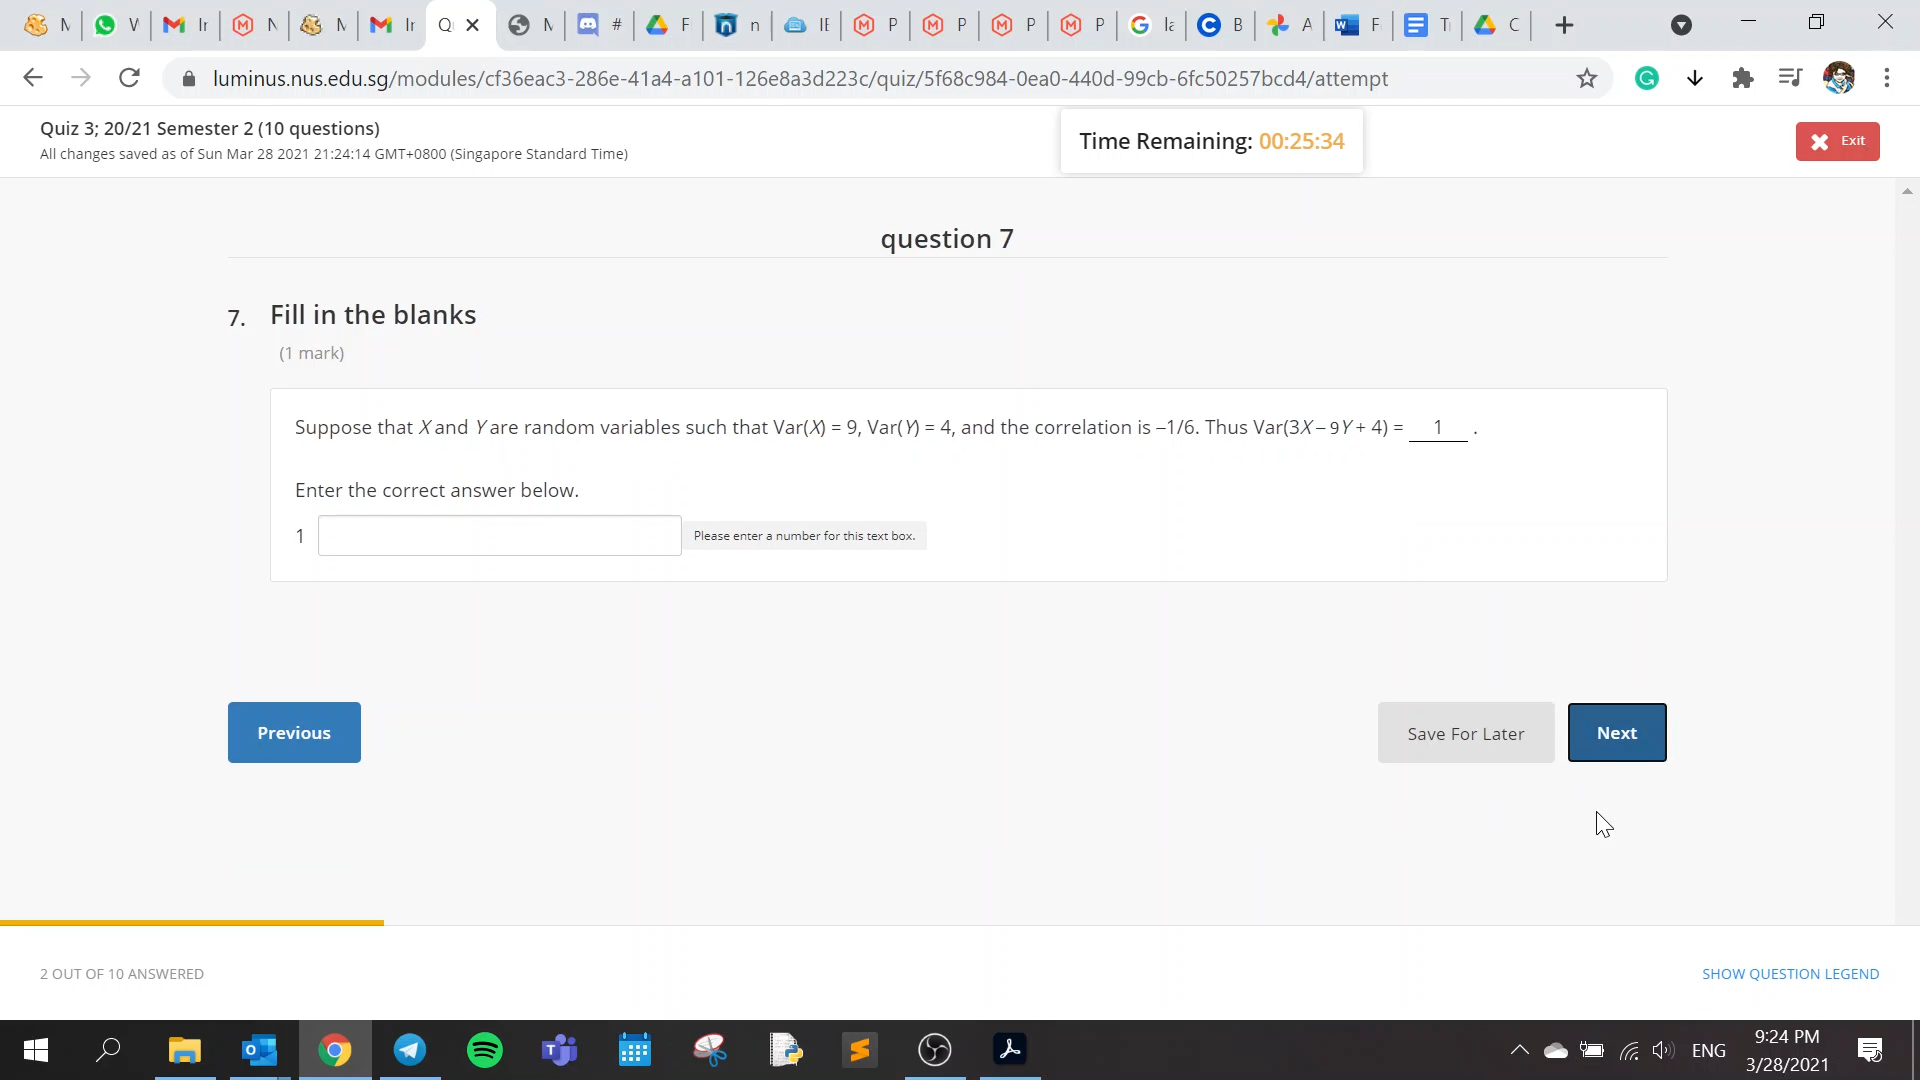 luminus.nus.edu.sg/modules/cf36eac3-286e-41a4-a101-126e8a3d223c/quiz/5f68c984-0ea0-440d-99cb-6fc50257bcd4/attempt
Quiz 3; 20/21 Semester 2 (10 questions)
All changes saved as of Sun Mar 28 2021 21:24:14 GMT+0800 (Singapore Standard Time)
Time Remaining: 00:25:34
Exit
question 7
7. Fill in the blanks
(1 mark)
Suppose that X and Y are random variables such that Var(X) = 9, Var(Y) = 4, and the correlation is –1/6. Thus Var(3X – 9Y + 4) = 1 .
Enter the correct answer below.
1 Please enter a number for this text box.
Previous
Save For Later
Next
2 OUT OF 10 ANSWERED
SHOW QUESTION LEGEND
ENG
9:24 PM
3/28/2021